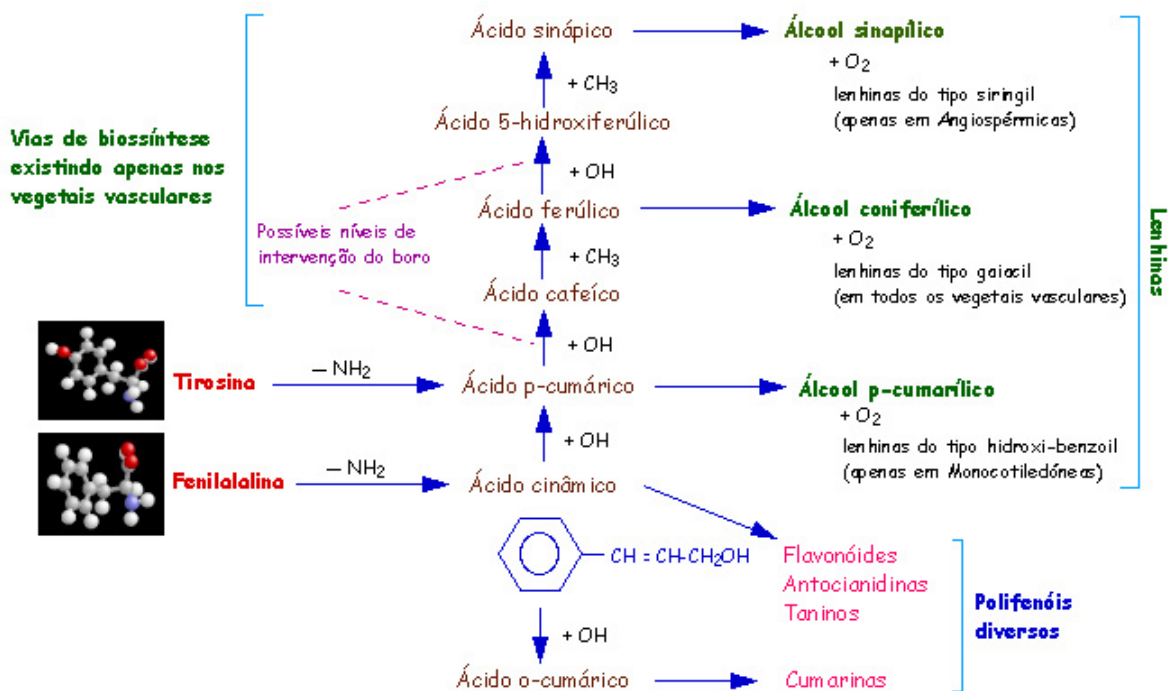 Ácido sinápico
Álcool sinapílico
+ O₂
lenhinas do tipo siringil
(apenas em Angiospérmicas)
+ CH₃
Ácido 5-hidroxiferúlico
Vias de biossíntese
existindo apenas nos
vegetais vasculares
+ OH
Ácido ferúlico
Álcool coniferílico
+ O₂
lenhinas do tipo gaiacil
(em todos os vegetais vasculares)
Lenhinas
Possíveis níveis de
intervenção do boro
+ CH₃
Ácido cafeíco
+ OH
Tirosina
– NH₂
Ácido p-cumárico
Álcool p-cumarílico
+ O₂
lenhinas do tipo hidroxi-benzoil
(apenas em Monocotiledóneas)
+ OH
Fenilalalina
– NH₂
Ácido cinâmico
CH = CH-CH₂OH
Flavonóides
Antocianidinas
Taninos
Polifenóis
diversos
+ OH
Ácido o-cumárico
Cumarinas